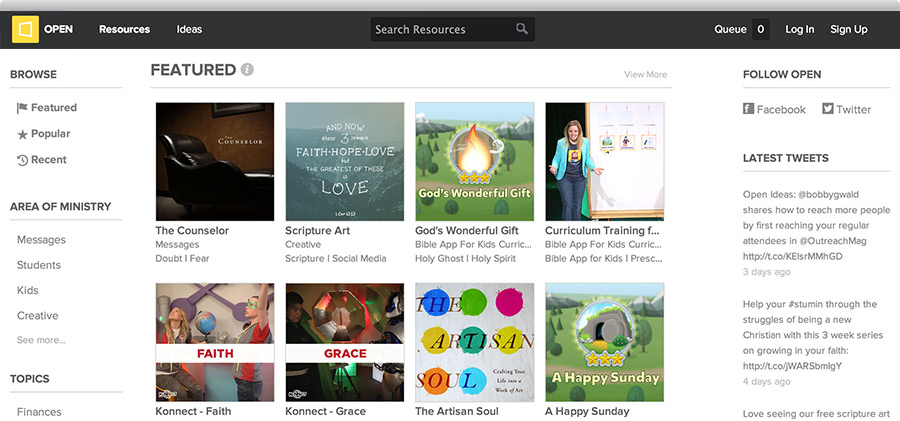 OPEN
Resources
Ideas
Search Resources
Queue 0
Log In
Sign Up
BROWSE
Featured
Popular
Recent
AREA OF MINISTRY
Messages
Students
Kids
Creative
See more...
TOPICS
Finances
FEATURED
View More
THE
COUNSELOR
The Counselor
Messages
Doubt | Fear
AND NOW
these 3 remain
FAITH·HOPE·LOVE
but
THE GREATEST OF THESE
IS
LOVE
Scripture Art
Creative
Scripture | Social Media
God's Wonderful Gift
God's Wonderful Gift
Bible App For Kids Curric...
Holy Ghost | Holy Spirit
Curriculum Training f...
Bible App For Kids Curric...
Bible App For Kids | Presc...
FAITH
Konnect - Faith
GRACE
Konnect - Grace
THE
ARTISAN
SOUL
Crafting Your
Life into a
Work of Art
The Artisan Soul
A Happy Sunday
A Happy Sunday
FOLLOW OPEN
Facebook
Twitter
LATEST TWEETS
Open Ideas: @bobbygwald
shares how to reach more people
by first reaching your regular
attendees in @OutreachMag
http://t.co/KElsrMMhGD
3 days ago
Help your #stumin through the
struggles of being a new
Christian with this 3 week series
on growing in your faith:
http://t.co/jWARSbmIgY
4 days ago
Love seeing our free scripture art